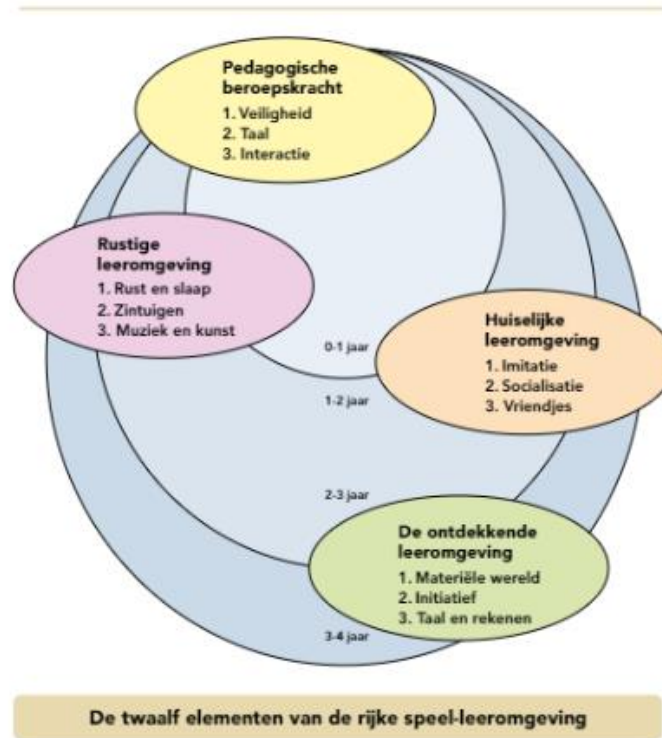 Pedagogische
beroepskracht
1. Veiligheid
2. Taal
3. Interactie
Rustige
leeromgeving
1. Rust en slaap
2. Zintuigen
3. Muziek en kunst
0-1 jaar
Huiselijke
leeromgeving
1. Imitatie
2. Socialisatie
3. Vriendjes
1-2 jaar
2-3 jaar
De ontdekkende
leeromgeving
1. Materiële wereld
2. Initiatief
3. Taal en rekenen
3-4 jaar
De twaalf elementen van de rijke speel-leeromgeving